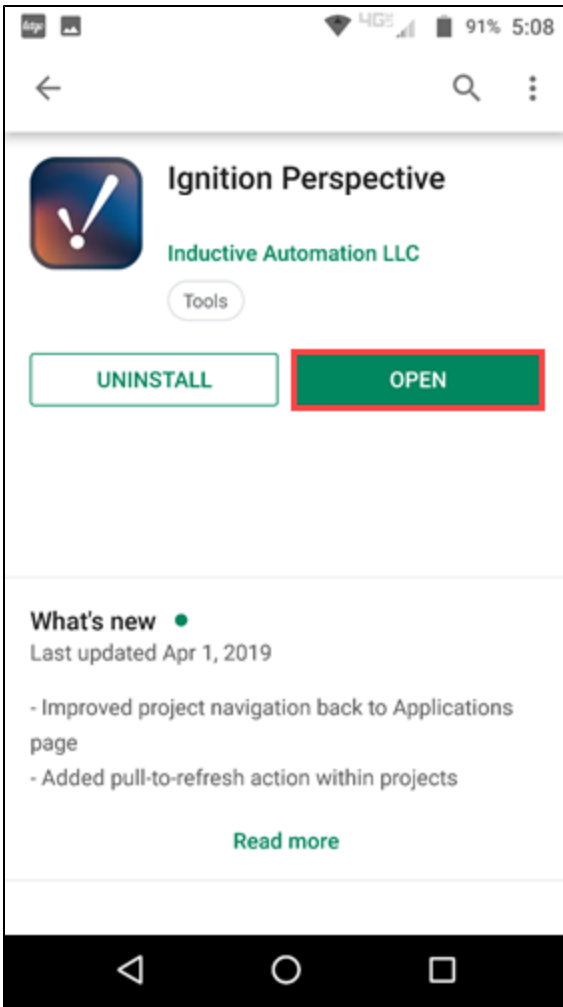 4G 91% 5:08
Ignition Perspective
Inductive Automation LLC
Tools
UNINSTALL OPEN
What's new
Last updated Apr 1, 2019
- Improved project navigation back to Applications
page
- Added pull-to-refresh action within projects
Read more